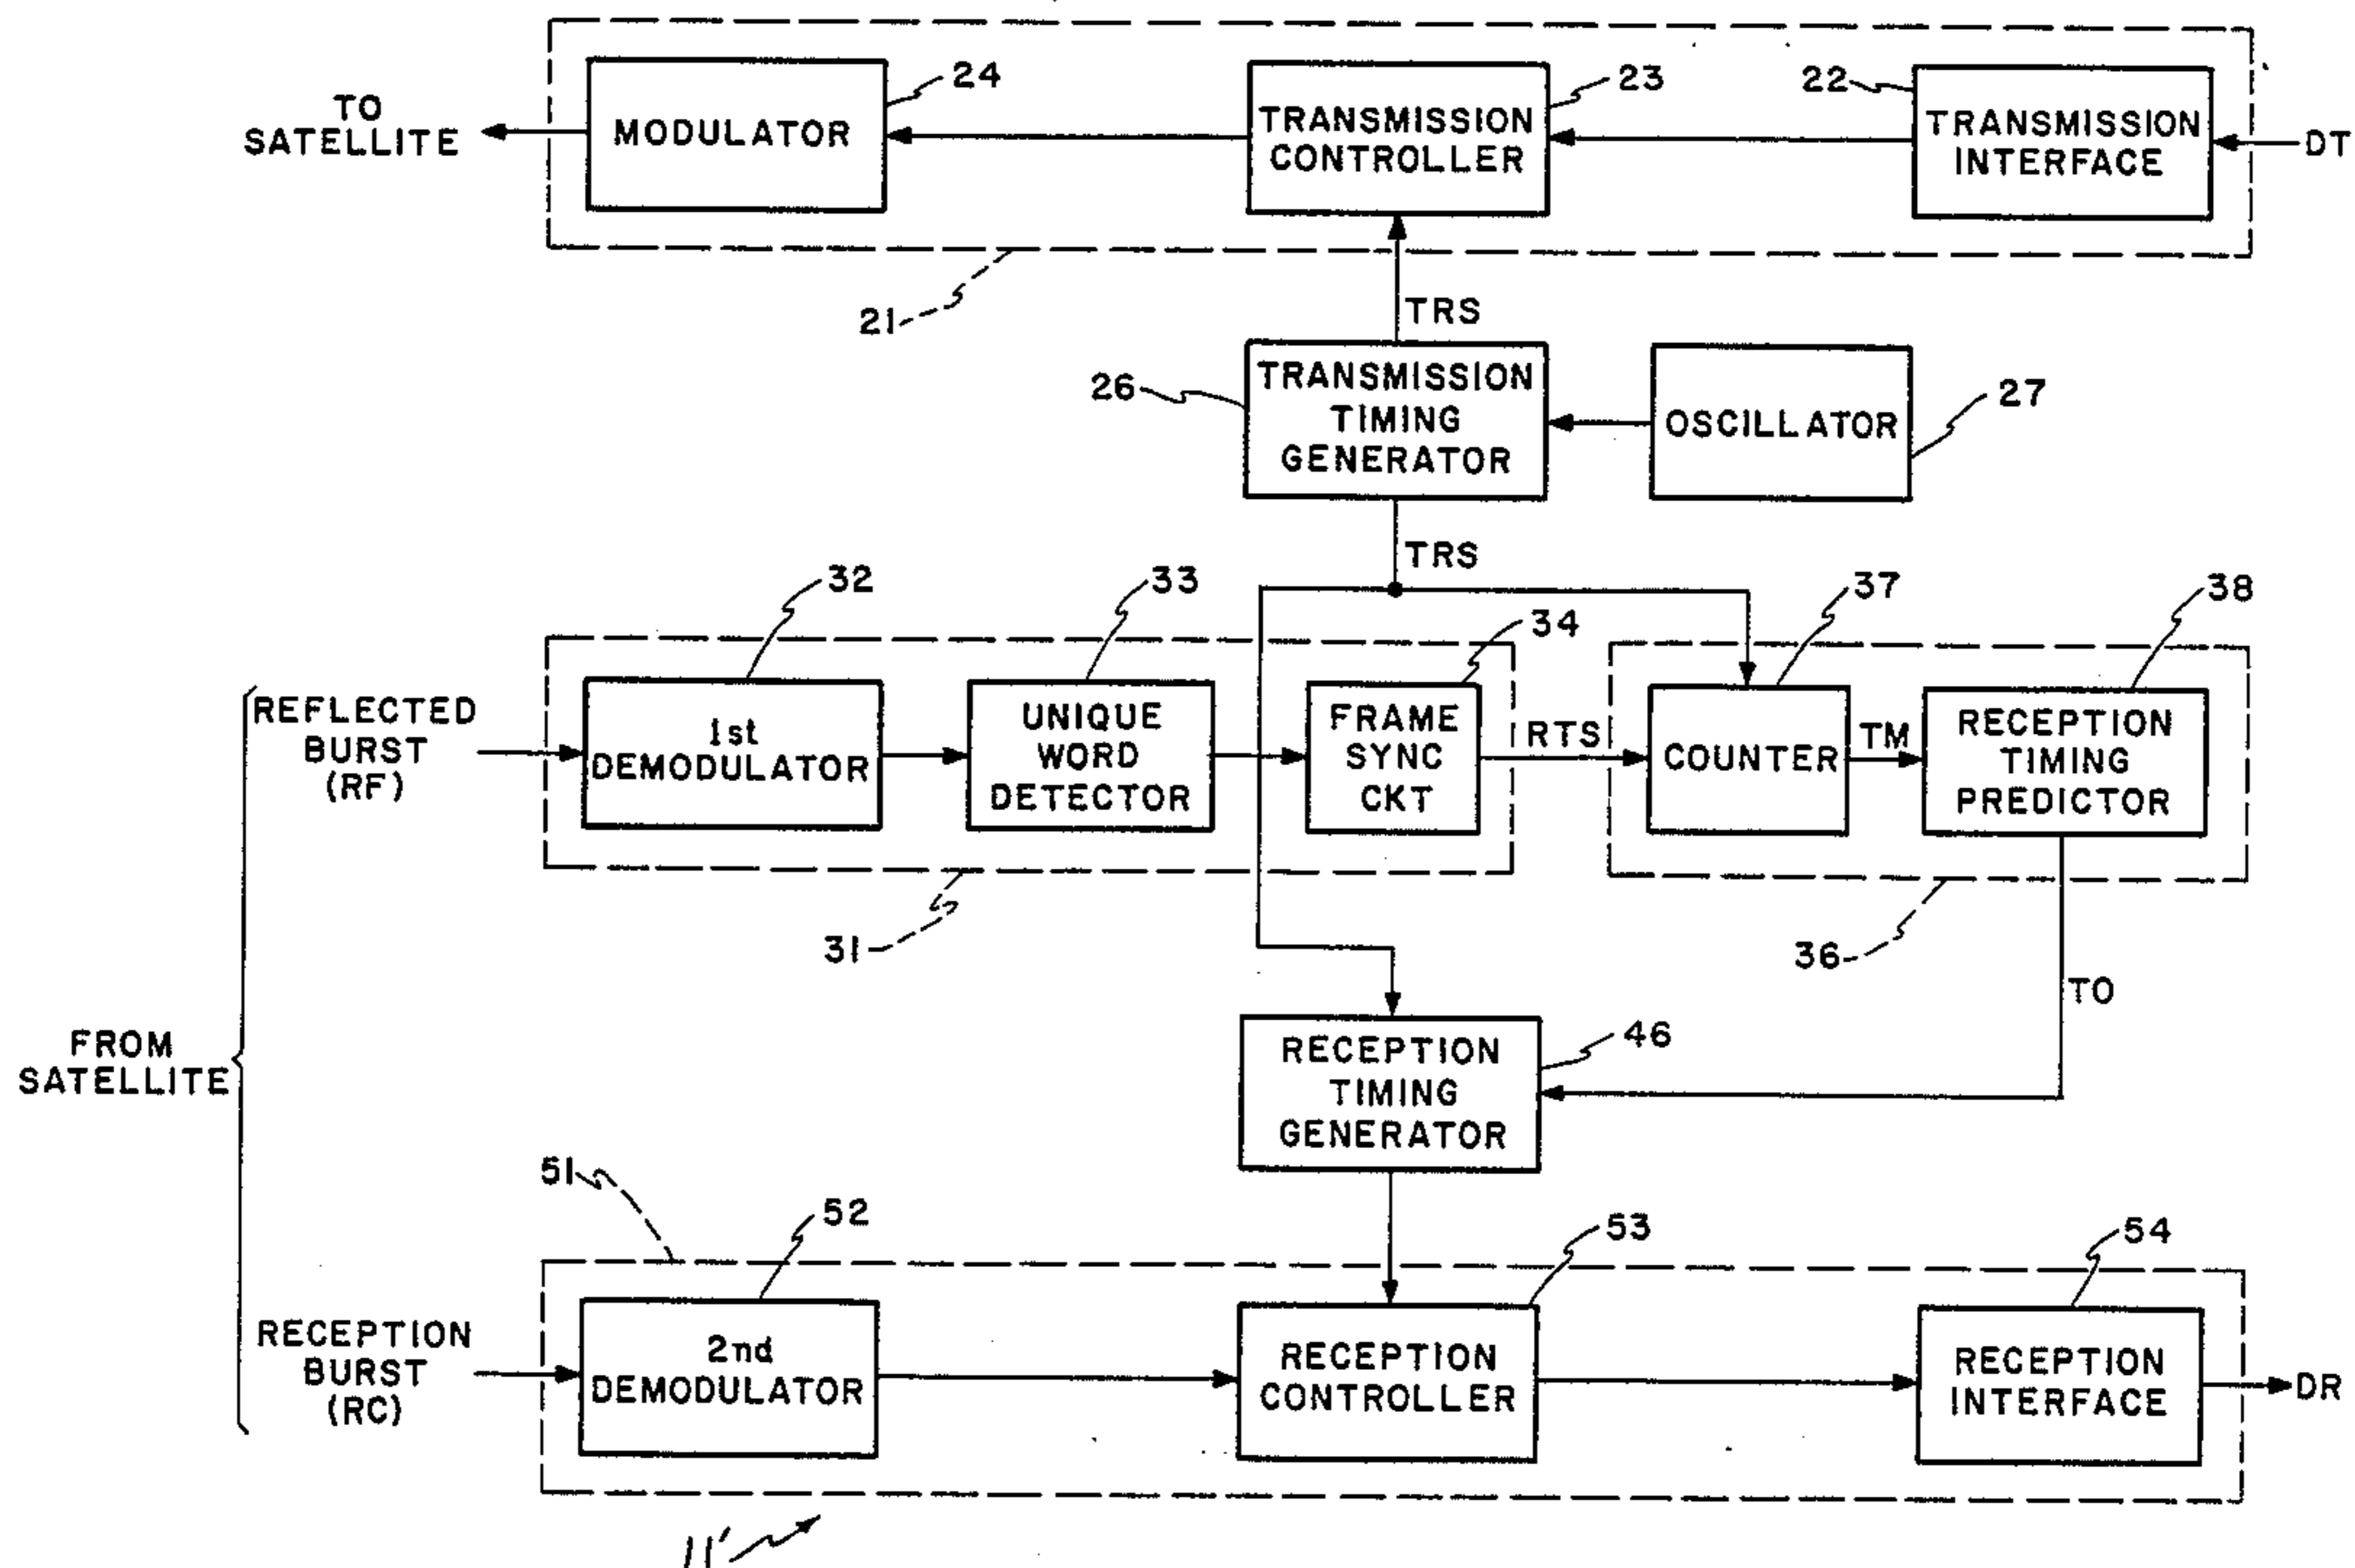 TO
SATELLITE
MODULATOR
24
TRANSMISSION
CONTROLLER
23
22
TRANSMISSION
INTERFACE
DT
21
TRS
26
TRANSMISSION
TIMING
GENERATOR
OSCILLATOR
27
TRS
32
33
34
37
38
REFLECTED
BURST
(RF)
1st
DEMODULATOR
UNIQUE
WORD
DETECTOR
FRAME
SYNC
CKT
RTS
COUNTER
TM
RECEPTION
TIMING
PREDICTOR
31
36
TO
FROM
SATELLITE
RECEPTION
TIMING
GENERATOR
46
51
52
53
54
RECEPTION
BURST
(RC)
2nd
DEMODULATOR
RECEPTION
CONTROLLER
RECEPTION
INTERFACE
DR
11'